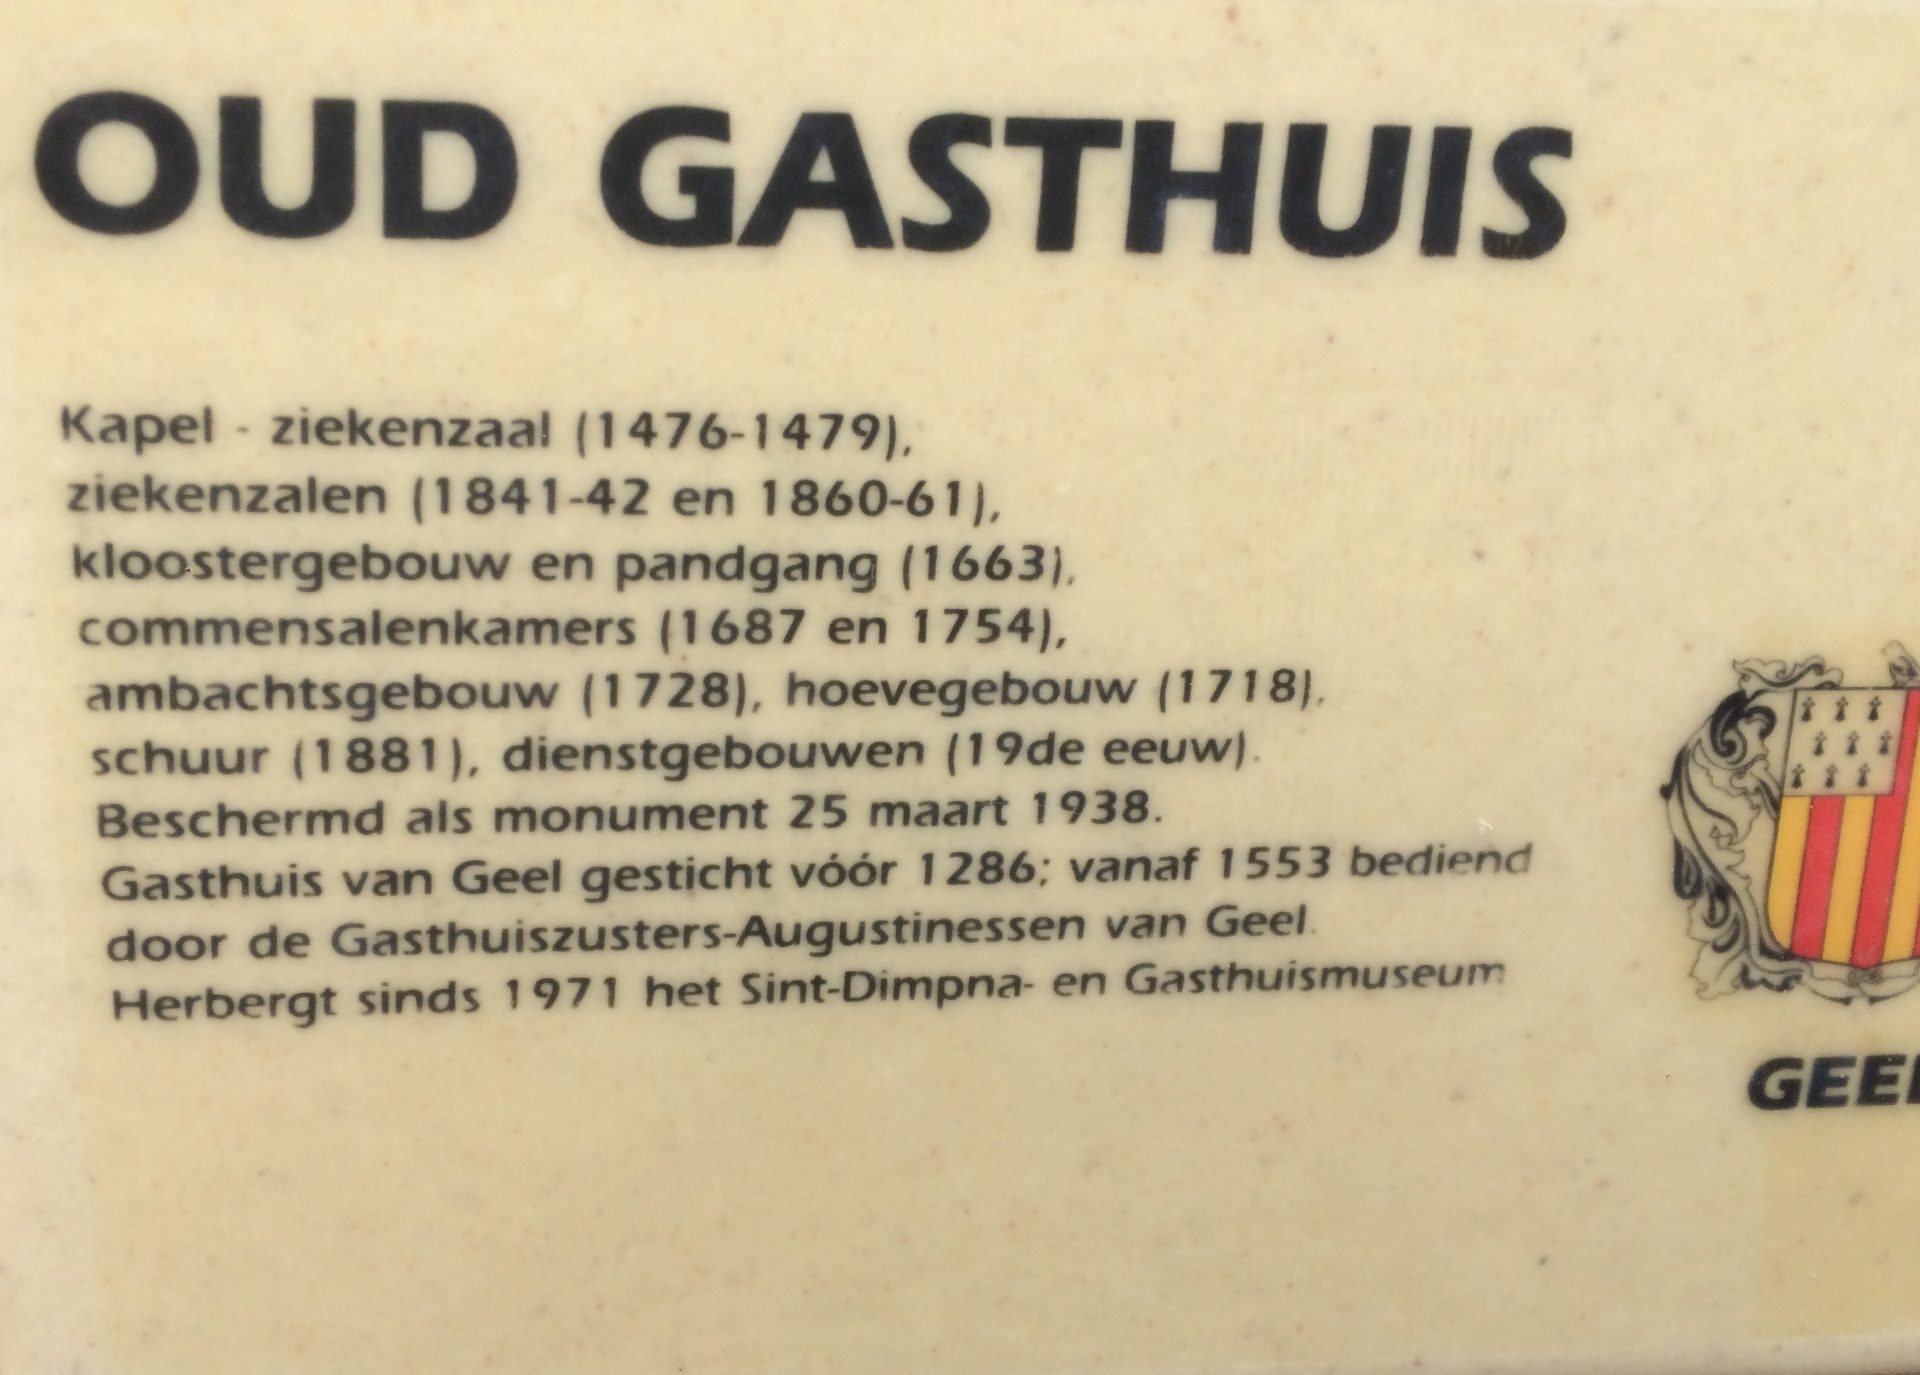 OUD GASTHUIS
Kapel - ziekenzaal (1476-1479),
ziekenzalen (1841-42 en 1860-61),
kloostergebouw en pandgang (1663),
commensalenkamers (1687 en 1754),
ambachtsgebouw (1728), hoevegebouw (1718),
schuur (1881), dienstgebouwen (19de eeuw).
Beschermd als monument 25 maart 1938.
Gasthuis van Geel gesticht vóór 1286; vanaf 1553 bediend
door de Gasthuiszusters-Augustinessen van Geel.
Herbergt sinds 1971 het Sint-Dimpna- en Gasthuismuseum
GEEL